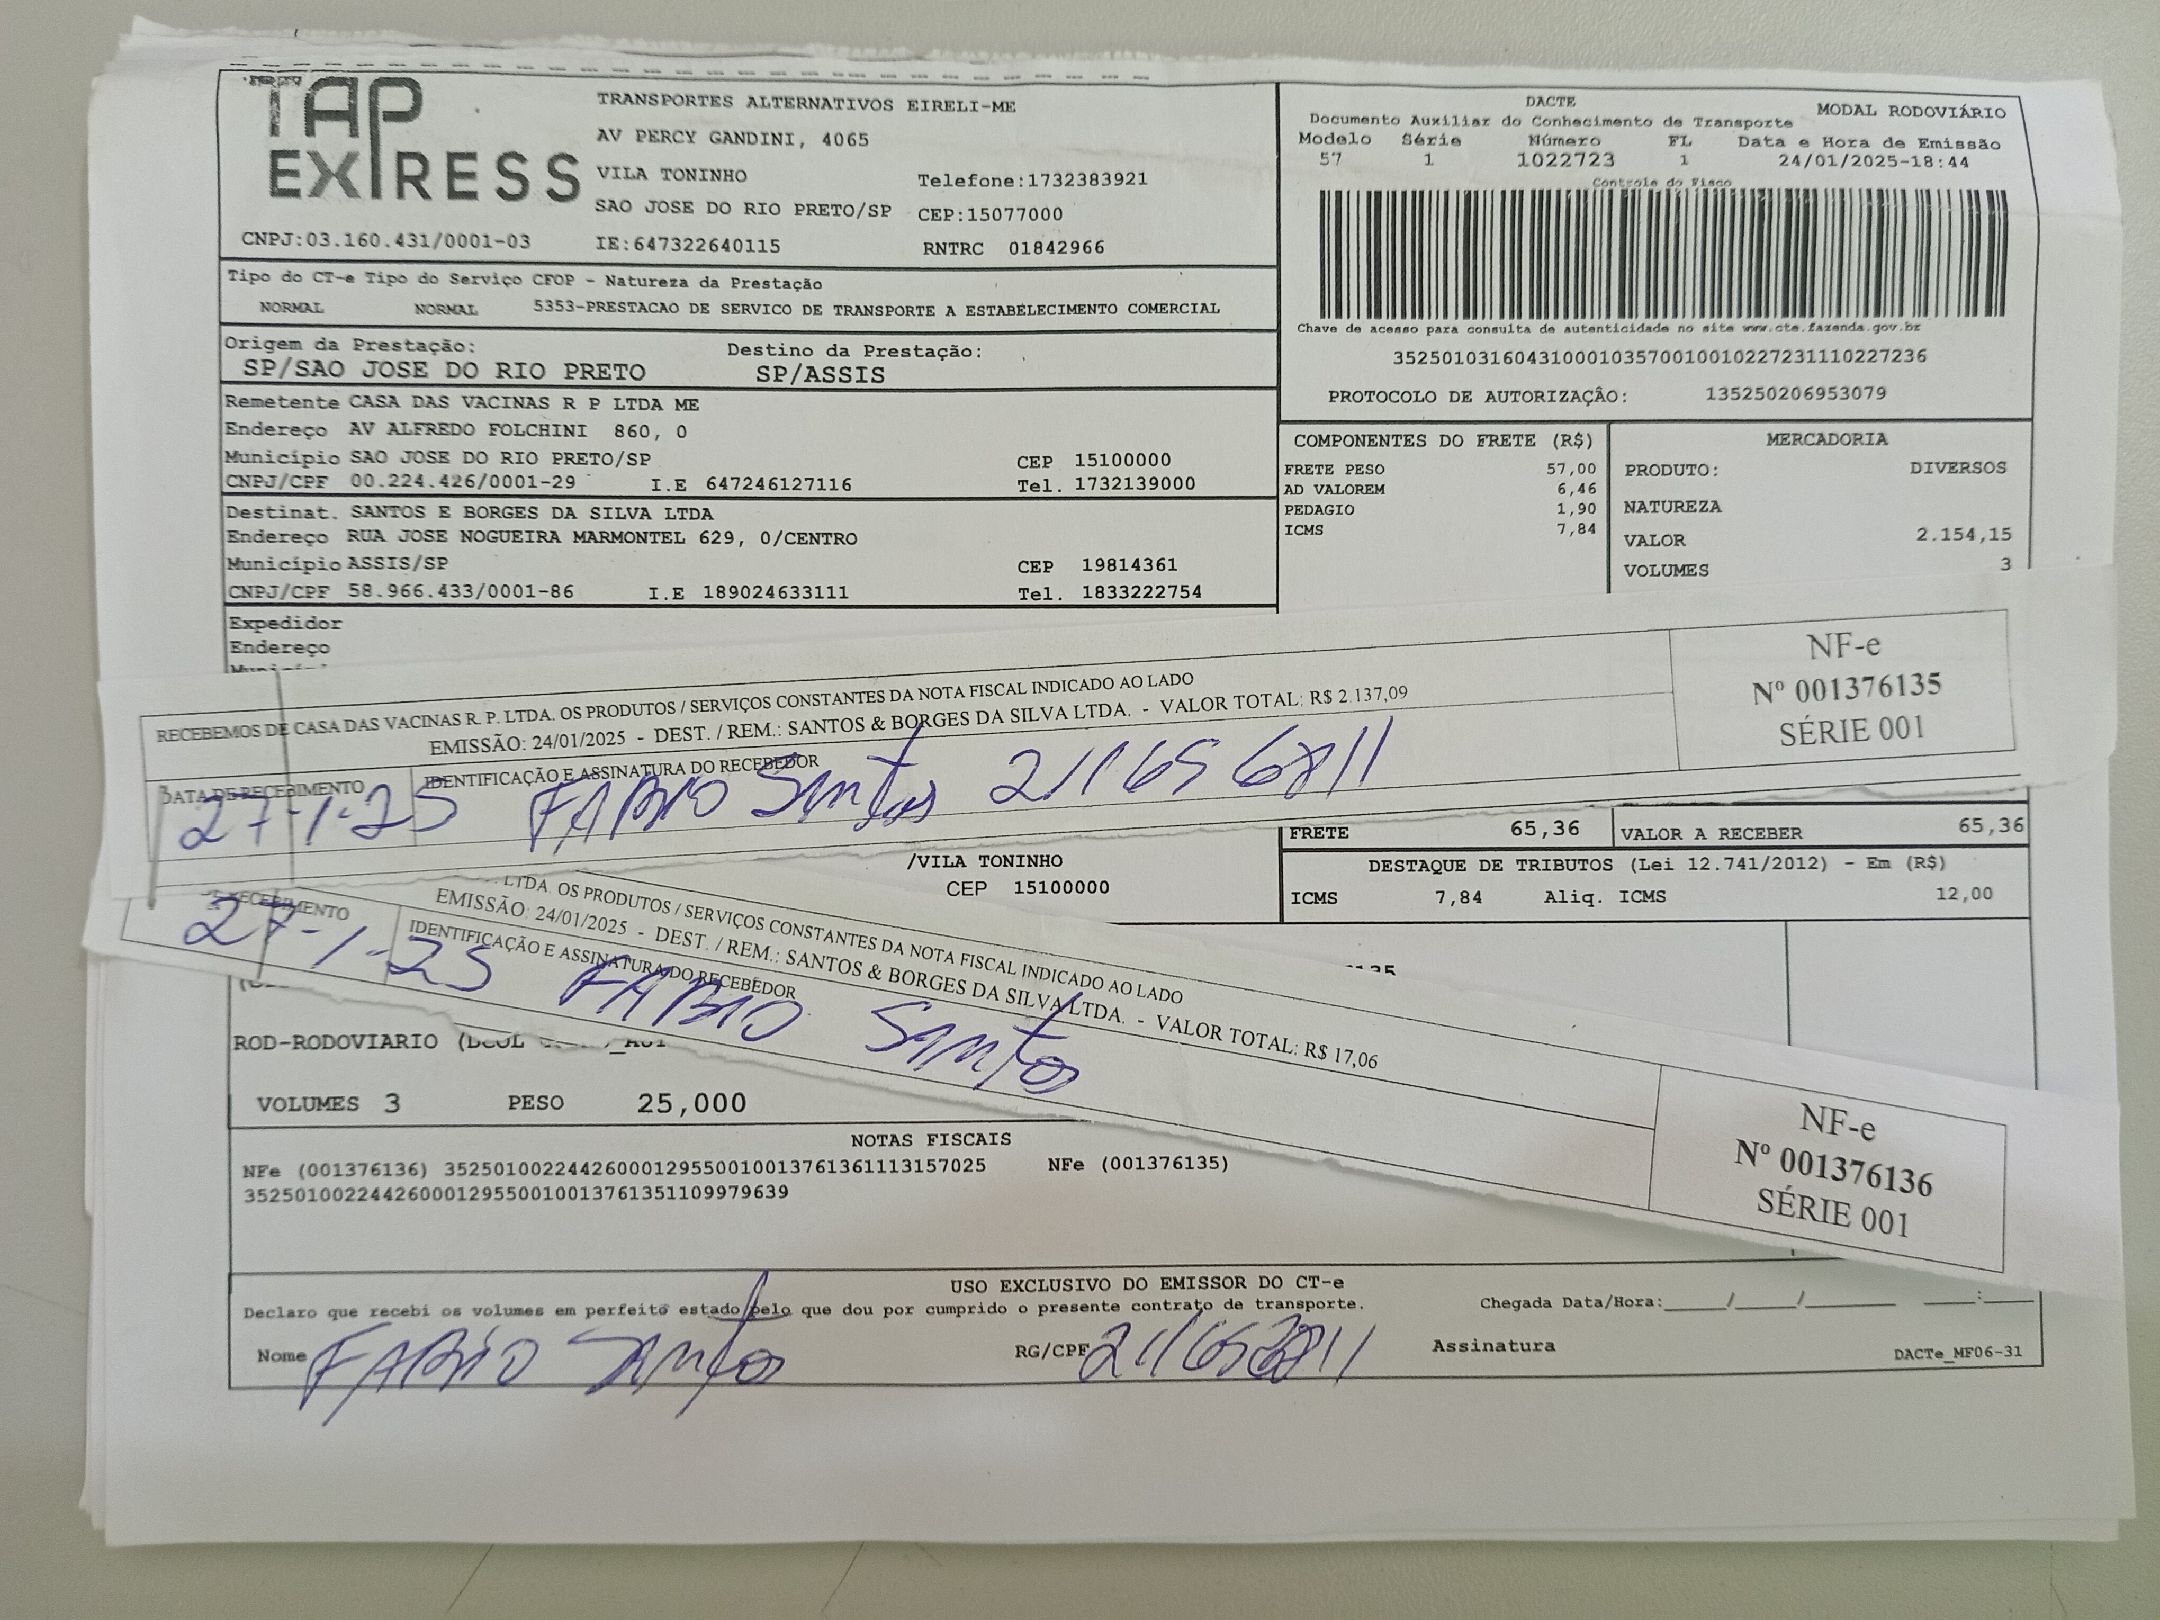 TAP EXPRESS
TRANSPORTES ALTERNATIVOS EIRELI-ME
AV PERCY GANDINI, 4065
VILA TONINHO Telefone:1732383921
SAO JOSE DO RIO PRETO/SP CEP:15077000
CNPJ:03.160.431/0001-03 IE:647322640115 RNTRC 01842966
DACTE MODAL RODOVIÁRIO
Documento Auxiliar do Conhecimento de Transporte
Modelo Série Número FL Data e Hora de Emissão
57 1 1022723 1 24/01/2025-18:44
Controle do Fisco
Chave de acesso para consulta de autenticidade no site www.cte.fazenda.gov.br
35250103160431000103570010010227231110227236
PROTOCOLO DE AUTORIZAÇÃO: 135250206953079
Tipo do CT-e Tipo do Serviço CFOP - Natureza da Prestação
NORMAL NORMAL 5353-PRESTACAO DE SERVICO DE TRANSPORTE A ESTABELECIMENTO COMERCIAL
Origem da Prestação: Destino da Prestação:
SP/SAO JOSE DO RIO PRETO SP/ASSIS
Remetente CASA DAS VACINAS R P LTDA ME
Endereço AV ALFREDO FOLCHINI 860, 0
Município SAO JOSE DO RIO PRETO/SP CEP 15100000
CNPJ/CPF 00.224.426/0001-29 I.E 647246127116 Tel. 1732139000
Destinat. SANTOS E BORGES DA SILVA LTDA
Endereço RUA JOSE NOGUEIRA MARMONTEL 629, 0/CENTRO
Município ASSIS/SP CEP 19814361
CNPJ/CPF 58.966.433/0001-86 I.E 189024633111 Tel. 1833222754
Expedidor
Endereço
COMPONENTES DO FRETE (R$)
FRETE PESO 57,00
AD VALOREM 6,46
PEDAGIO 1,90
ICMS 7,84
MERCADORIA
PRODUTO: DIVERSOS
NATUREZA
VALOR 2.154,15
VOLUMES 3
RECEBEMOS DE CASA DAS VACINAS R. P. LTDA. OS PRODUTOS / SERVIÇOS CONSTANTES DA NOTA FISCAL INDICADO AO LADO
EMISSÃO: 24/01/2025 - DEST. / REM.: SANTOS & BORGES DA SILVA LTDA. - VALOR TOTAL: R$ 2.137,09
DATA DE RECEBIMENTO IDENTIFICAÇÃO E ASSINATURA DO RECEBEDOR
27-1-25 FABIO Santos 211656811
NF-e
Nº 001376135
SÉRIE 001
FRETE 65,36 VALOR A RECEBER 65,36
/VILA TONINHO
CEP 15100000
DESTAQUE DE TRIBUTOS (Lei 12.741/2012) - Em (R$)
ICMS 7,84 Aliq. ICMS 12,00
LTDA. OS PRODUTOS / SERVIÇOS CONSTANTES DA NOTA FISCAL INDICADO AO LADO
EMISSÃO: 24/01/2025 - DEST. / REM.: SANTOS & BORGES DA SILVA LTDA. - VALOR TOTAL: R$ 17,06
RECEBIMENTO IDENTIFICAÇÃO E ASSINATURA DO RECEBEDOR
27-1-25 FABIO SANTOS
NF-e
Nº 001376136
SÉRIE 001
ROD-RODOVIARIO
VOLUMES 3 PESO 25,000
NOTAS FISCAIS
NFe (001376136) 35250100224426000129550010013761361113157025 NFe (001376135)
35250100224426000129550010013761351109979639
USO EXCLUSIVO DO EMISSOR DO CT-e
Declaro que recebi os volumes em perfeito estado pelo que dou por cumprido o presente contrato de transporte. Chegada Data/Hora:____/____/____ ___:___
Nome FABIO SANTOS RG/CPF Assinatura
DACTe_MF06-31